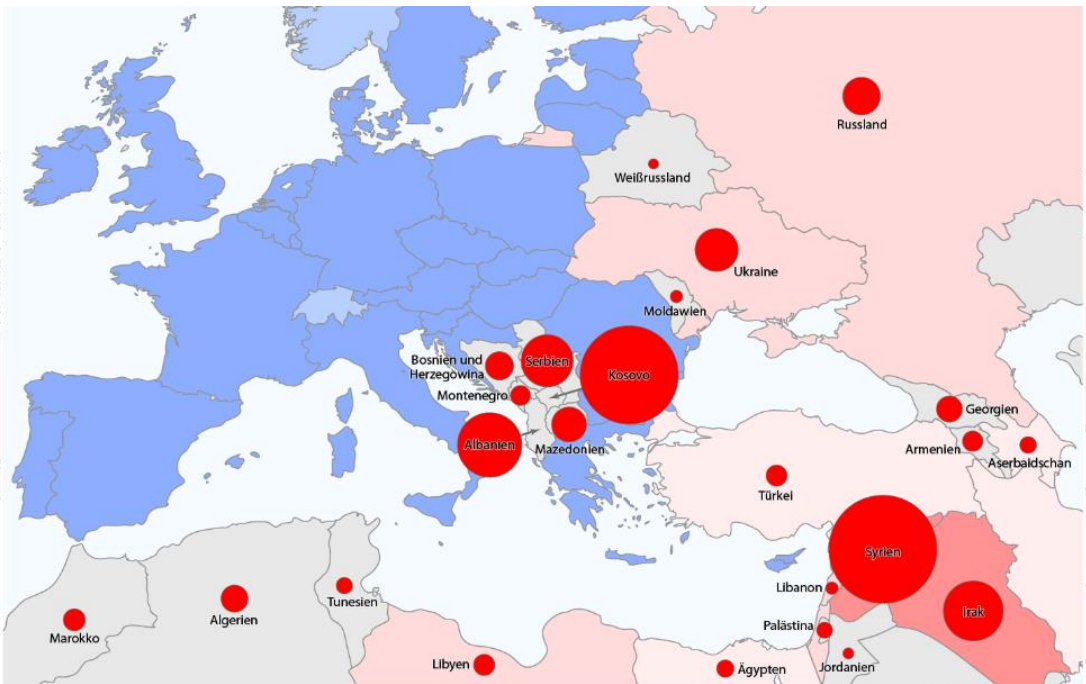 Russland
Weißrussland
Ukraine
Moldawien
Bosnien und
Herzegowina
Serbien
Kosovo
Montenegro
Albanien
Mazedonien
Georgien
Armenien
Aserbaidschan
Türkei
Syrien
Libanon
Irak
Palästina
Jordanien
Tunesien
Algerien
Marokko
Libyen
Ägypten